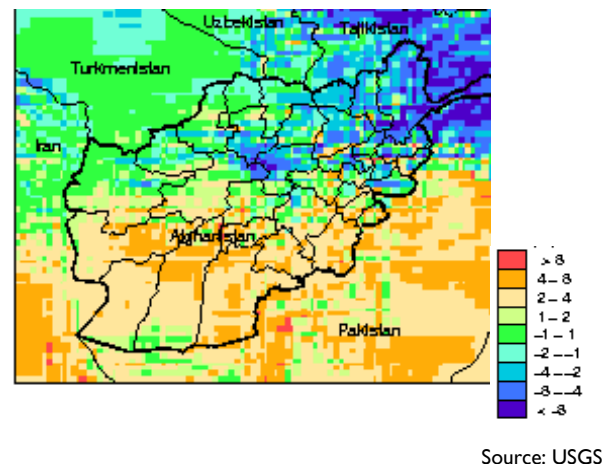 Uzbekistan
Tajikistan
Turkmenistan
Iran
Afghanistan
Pakistan
> 8
4 – 8
2 – 4
1 – 2
-1 – 1
-2 – -1
-4 – -2
-8 – -4
< -8
Source: USGS